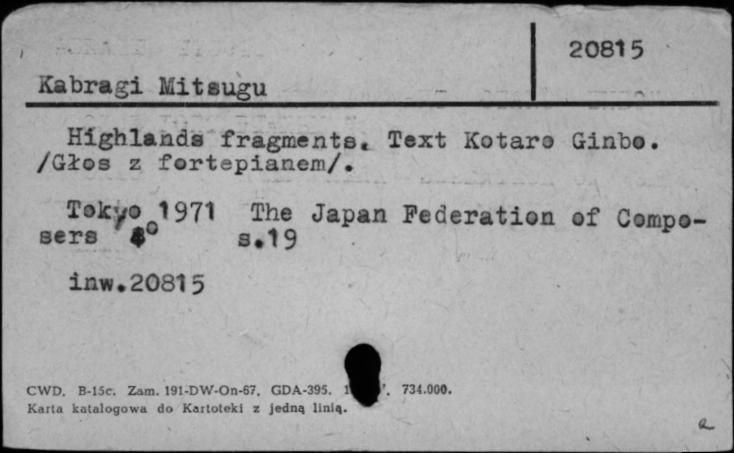 20815
Kabragi Mitsugu
Highlands fragments. Text Kotaro Ginbo.
/Głos z fortepianem/.
Tokyo 1971 The Japan Federation of Compo-
sers 4° s.19
inw.20815
CWD. B-15c. Zam. 191-DW-On-67. GDA-395. 734.000.
Karta katalogowa do Kartoteki z jedną linią.